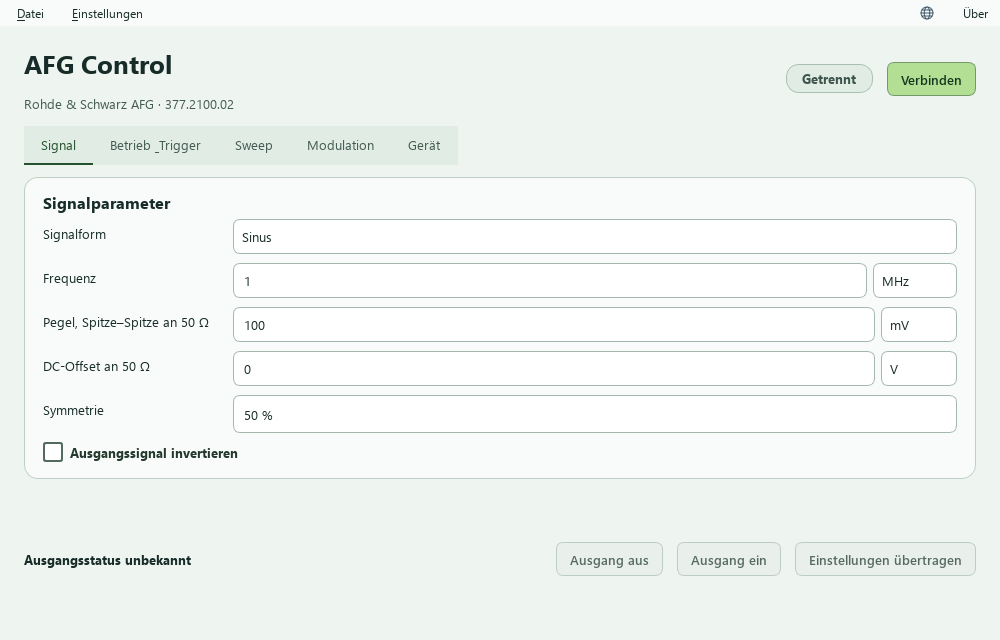 Datei Einstellungen Über
AFG Control
Getrennt Verbinden
Rohde & Schwarz AFG · 377.2100.02
Signal Betrieb _Trigger Sweep Modulation Gerät
Signalparameter
Signalform Sinus
Frequenz 1 MHz
Pegel, Spitze–Spitze an 50 Ω 100 mV
DC-Offset an 50 Ω 0 V
Symmetrie 50 %
Ausgangssignal invertieren
Ausgangsstatus unbekannt Ausgang aus Ausgang ein Einstellungen übertragen